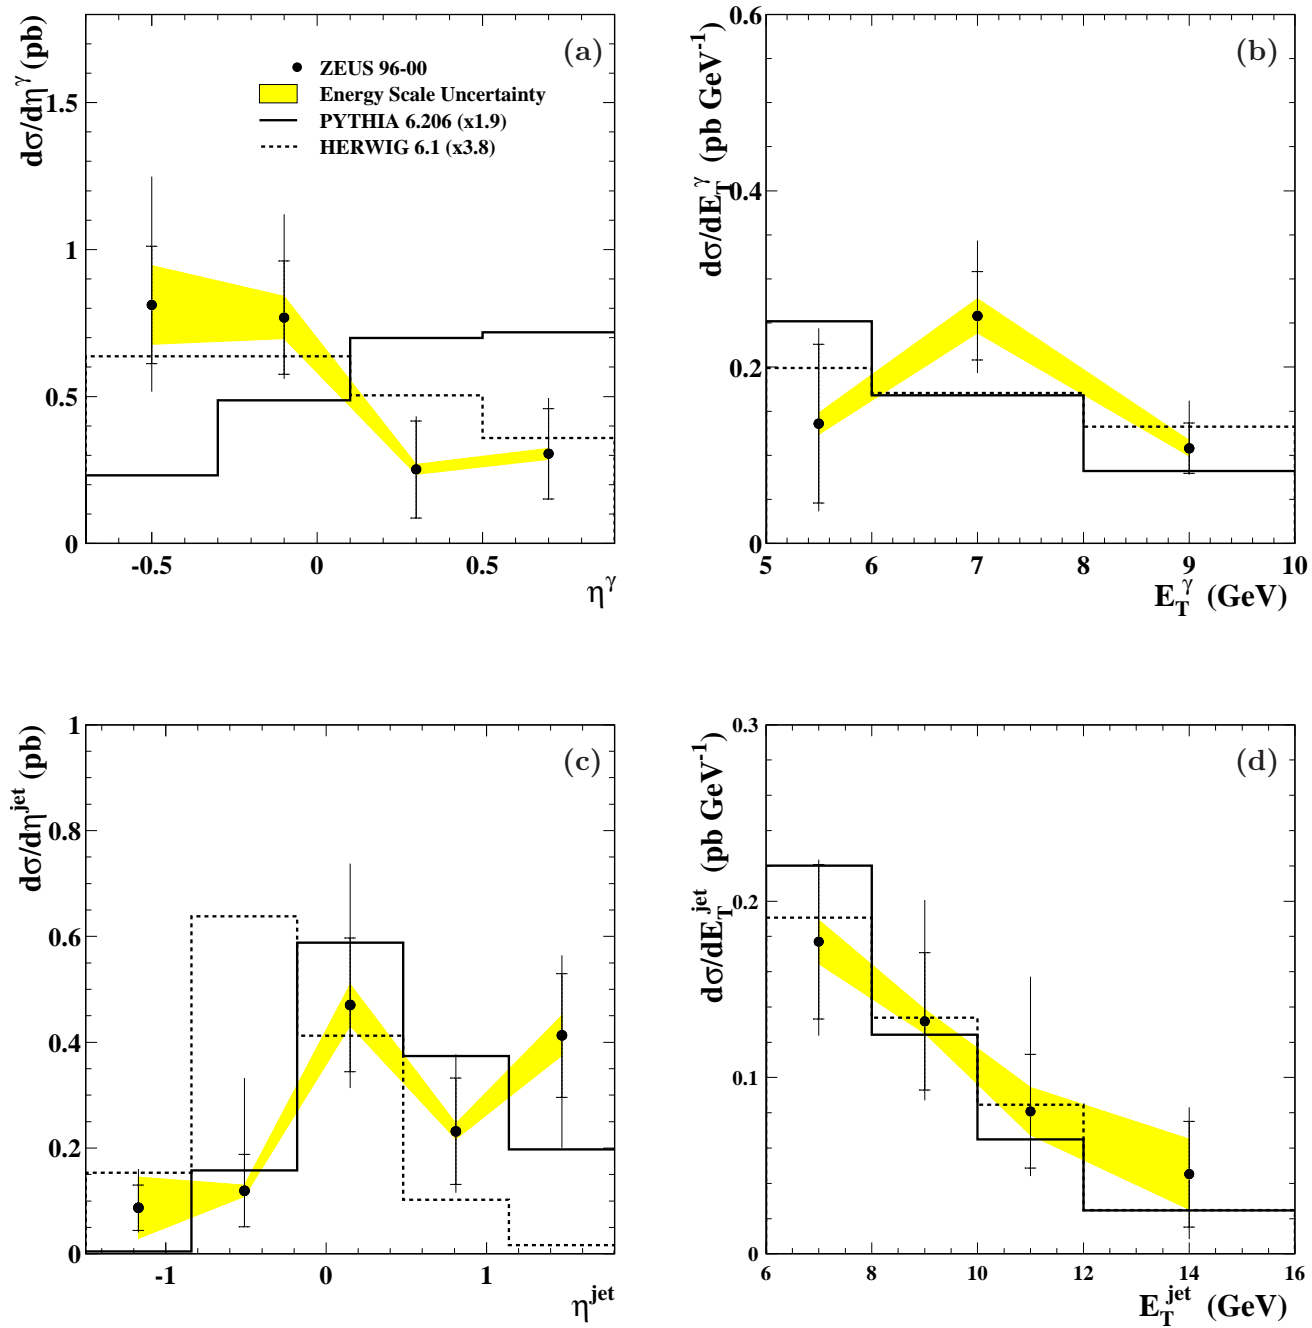 dσ/dη^γ (pb)
(a)
ZEUS 96-00
Energy Scale Uncertainty
PYTHIA 6.206 (x1.9)
HERWIG 6.1 (x3.8)
1.5
1
0.5
0
-0.5 0 0.5
η^γ
dσ/dE_T^γ (pb GeV^-1)
(b)
0.6
0.4
0.2
0
5 6 7 8 9 10
E_T^γ (GeV)
dσ/dη^jet (pb)
(c)
1
0.8
0.6
0.4
0.2
0
-1 0 1
η^jet
dσ/dE_T^jet (pb GeV^-1)
(d)
0.3
0.2
0.1
0
6 8 10 12 14 16
E_T^jet (GeV)